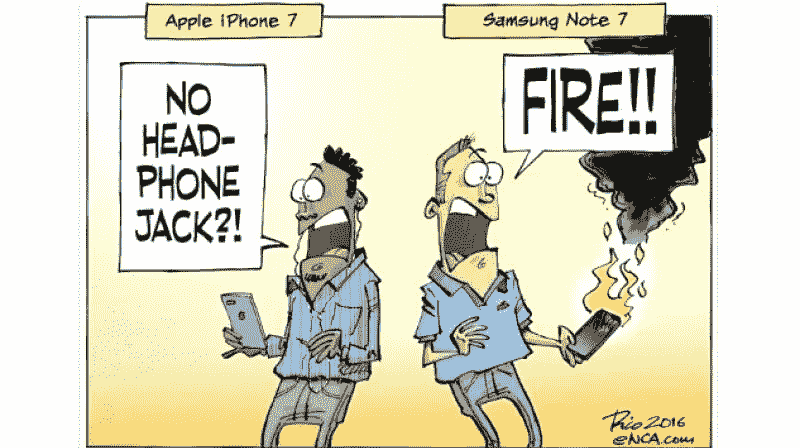 Apple iPhone 7
Samsung Note 7
NO
HEAD-
PHONE
JACK?!
FIRE!!
Rico 2016
eNCA.com